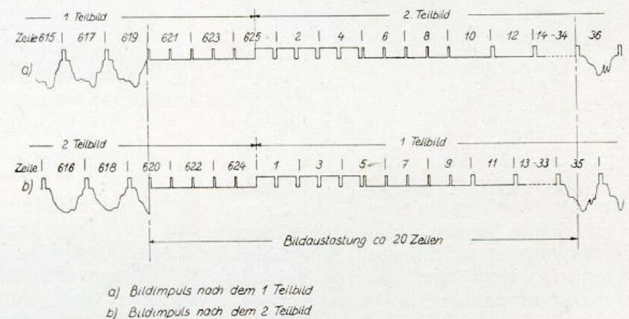 1 Teilbild 2. Teilbild
Zeile 615 617 619 621 623 625 2 4 6 8 10 12 14-34 36
a)
2 Teilbild 1 Teilbild
Zeile 616 618 620 622 624 1 3 5 7 9 11 13-33 35
b)
Bildaustastung ca 20 Zeilen
a) Bildimpuls nach dem 1 Teilbild
b) Bildimpuls nach dem 2 Teilbild